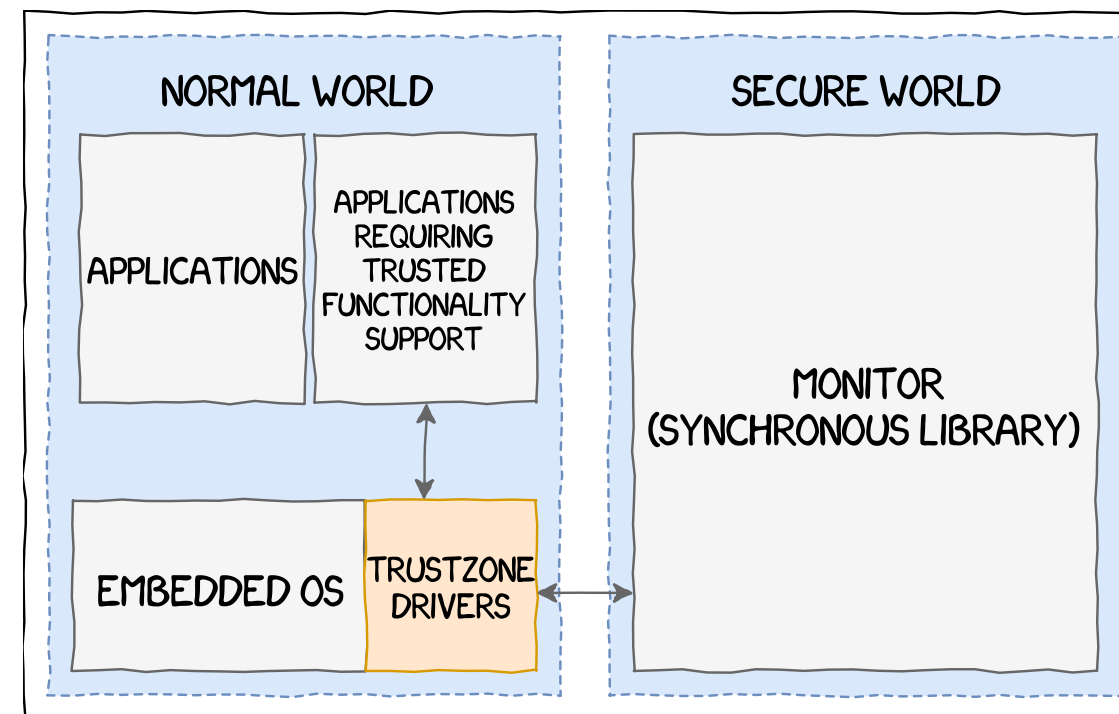 NORMAL WORLD
SECURE WORLD
APPLICATIONS
APPLICATIONS
REQUIRING
TRUSTED
FUNCTIONALITY
SUPPORT
MONITOR
(SYNCHRONOUS LIBRARY)
EMBEDDED OS
TRUSTZONE
DRIVERS